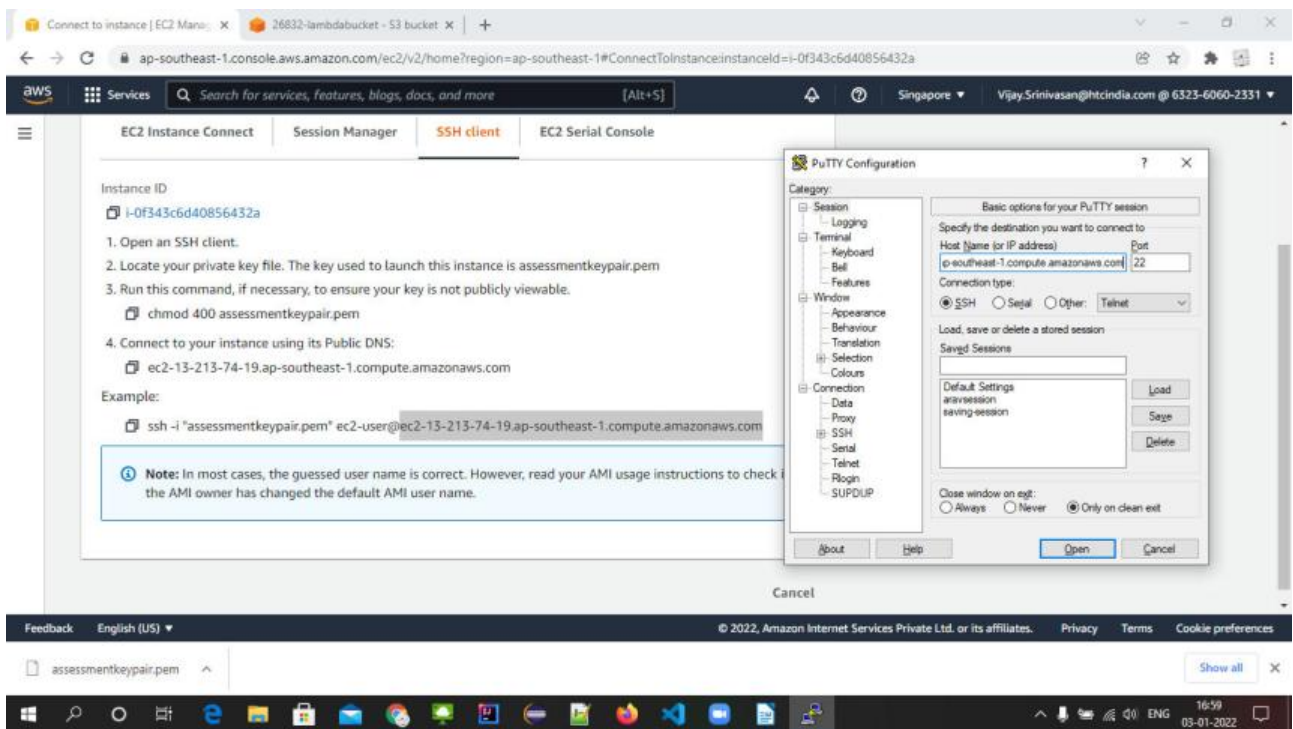 Connect to instance | EC2 Mana
26832-lambdabucket - S3 bucket
ap-southeast-1.console.aws.amazon.com/ec2/v2/home?region=ap-southeast-1#ConnectToInstance:instanceId=i-0f343c6d40856432a
aws Services Search for services, features, blogs, docs, and more [Alt+S] Singapore Vijay.Srinivasan@htcindia.com @ 6323-6060-2331
EC2 Instance Connect Session Manager SSH client EC2 Serial Console
Instance ID
i-0f343c6d40856432a
1. Open an SSH client.
2. Locate your private key file. The key used to launch this instance is assessmentkeypair.pem
3. Run this command, if necessary, to ensure your key is not publicly viewable.
chmod 400 assessmentkeypair.pem
4. Connect to your instance using its Public DNS:
ec2-13-213-74-19.ap-southeast-1.compute.amazonaws.com
Example:
ssh -i "assessmentkeypair.pem" ec2-user@ec2-13-213-74-19.ap-southeast-1.compute.amazonaws.com
Note: In most cases, the guessed user name is correct. However, read your AMI usage instructions to check i
the AMI owner has changed the default AMI user name.
PuTTY Configuration ? ×
Category:
Session
Logging
Terminal
Keyboard
Bell
Features
Window
Appearance
Behaviour
Translation
Selection
Colours
Connection
Data
Proxy
SSH
Serial
Telnet
Rlogin
SUPDUP
Basic options for your PuTTY session
Specify the destination you want to connect to
Host Name (or IP address) Port
p-southeast-1.compute.amazonaws.com 22
Connection type:
SSH Serial Other: Telnet
Load, save or delete a stored session
Saved Sessions
Default Settings
aravsession
saving-session
Load
Save
Delete
Close window on exit:
Always Never Only on clean exit
About Help Open Cancel
Cancel
Feedback English (US) © 2022, Amazon Internet Services Private Ltd. or its affiliates. Privacy Terms Cookie preferences
assessmentkeypair.pem Show all
ENG 16:59
03-01-2022